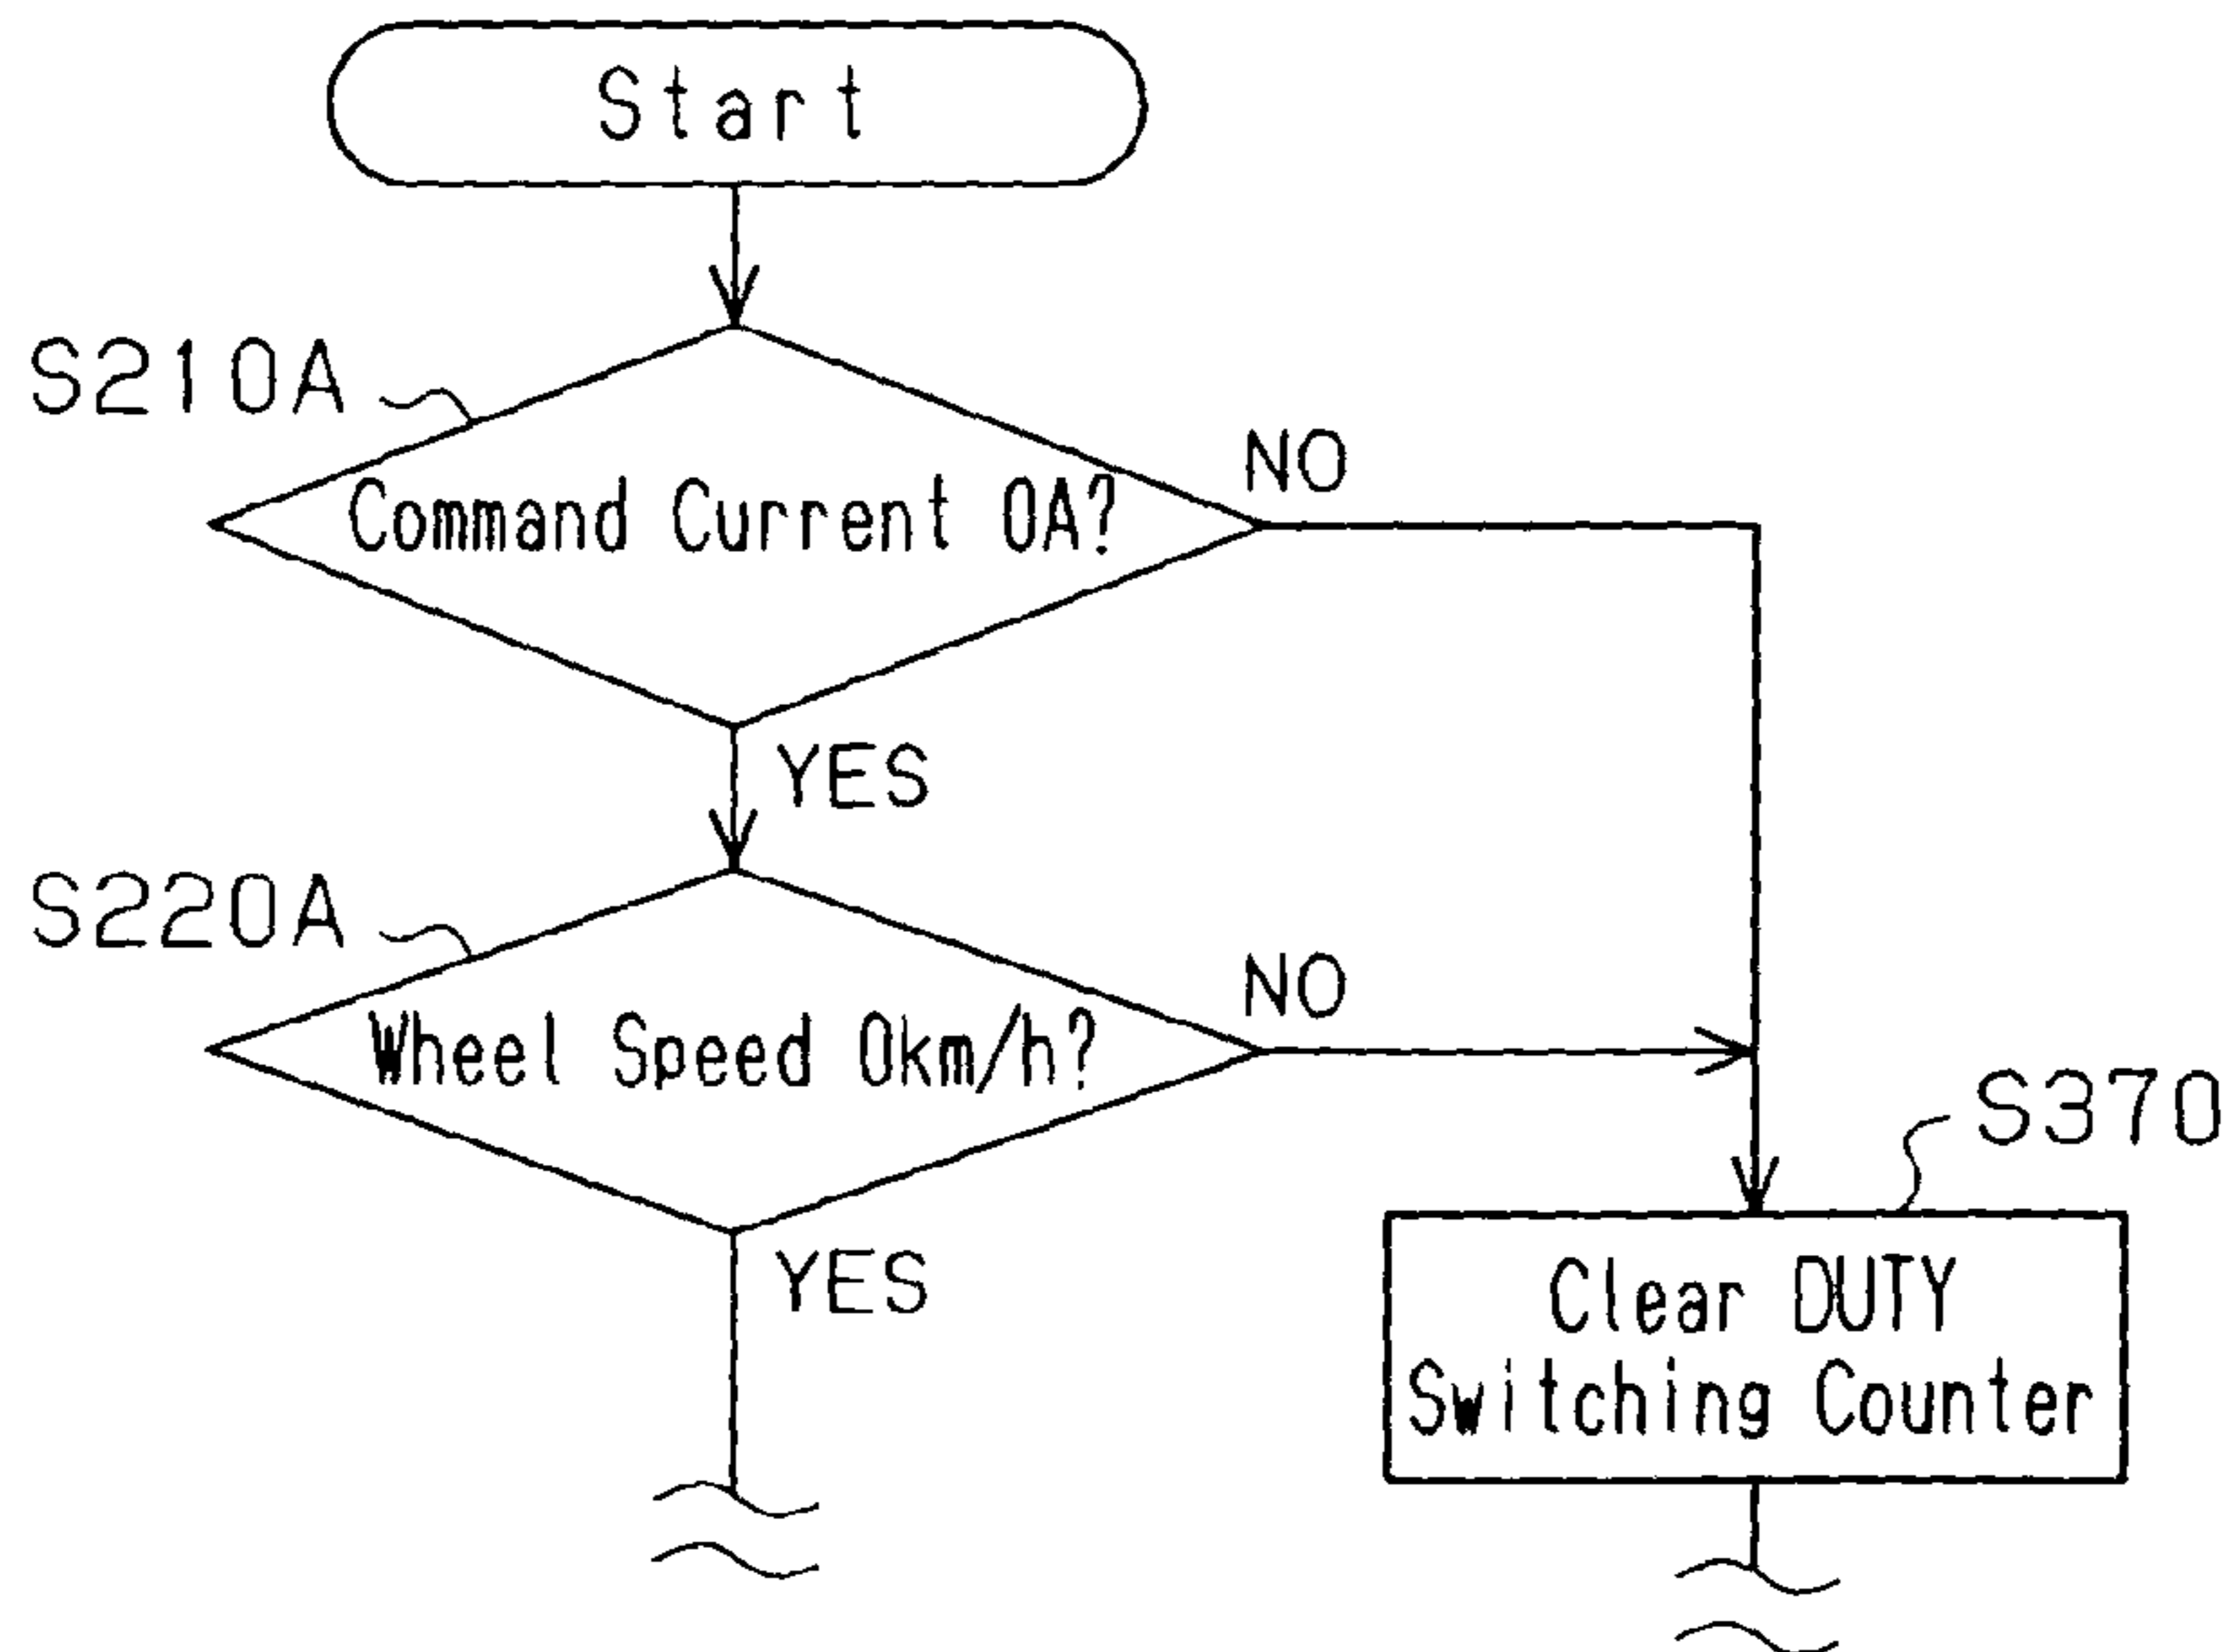 Start
S210A
Command Current 0A?
NO
YES
S220A
Wheel Speed 0km/h?
NO
YES
S370
Clear DUTY
Switching Counter